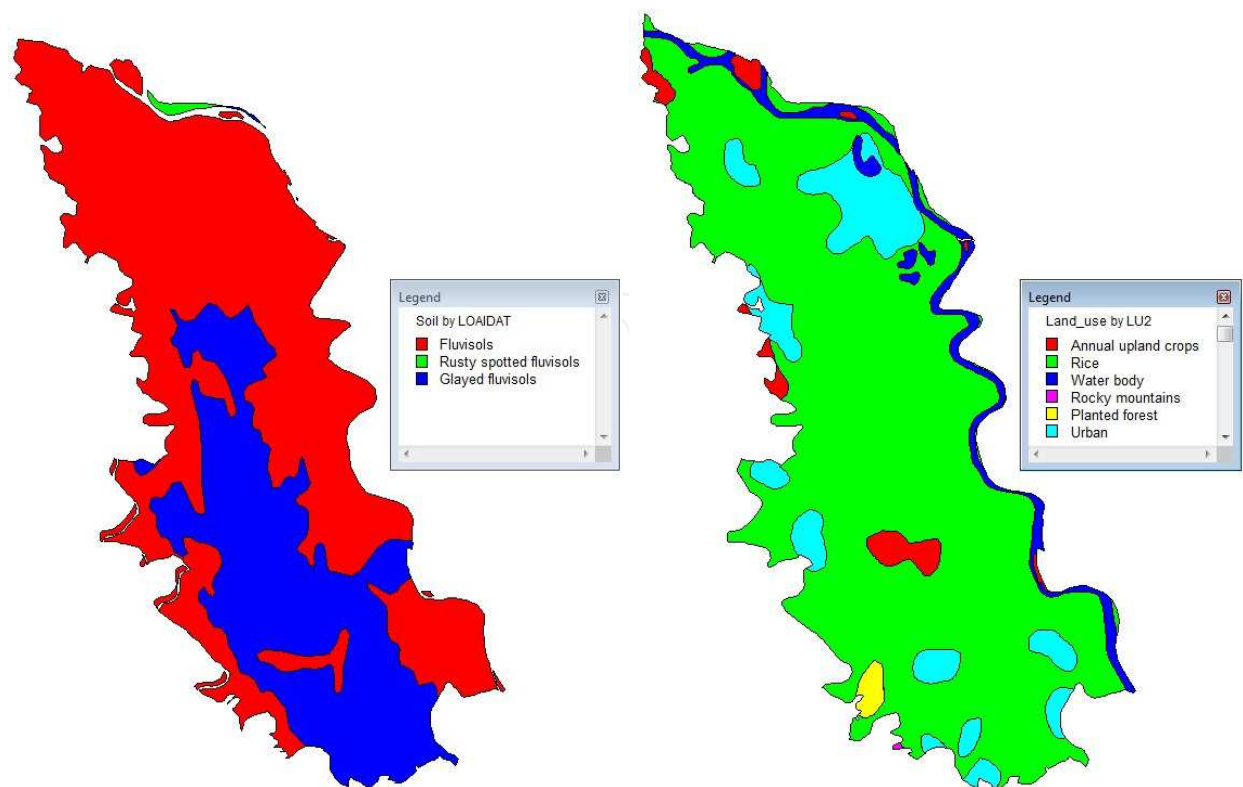 Legend
Soil by LOAIDAT
Fluvisols
Rusty spotted fluvisols
Glayed fluvisols
Legend
Land_use by LU2
Annual upland crops
Rice
Water body
Rocky mountains
Planted forest
Urban